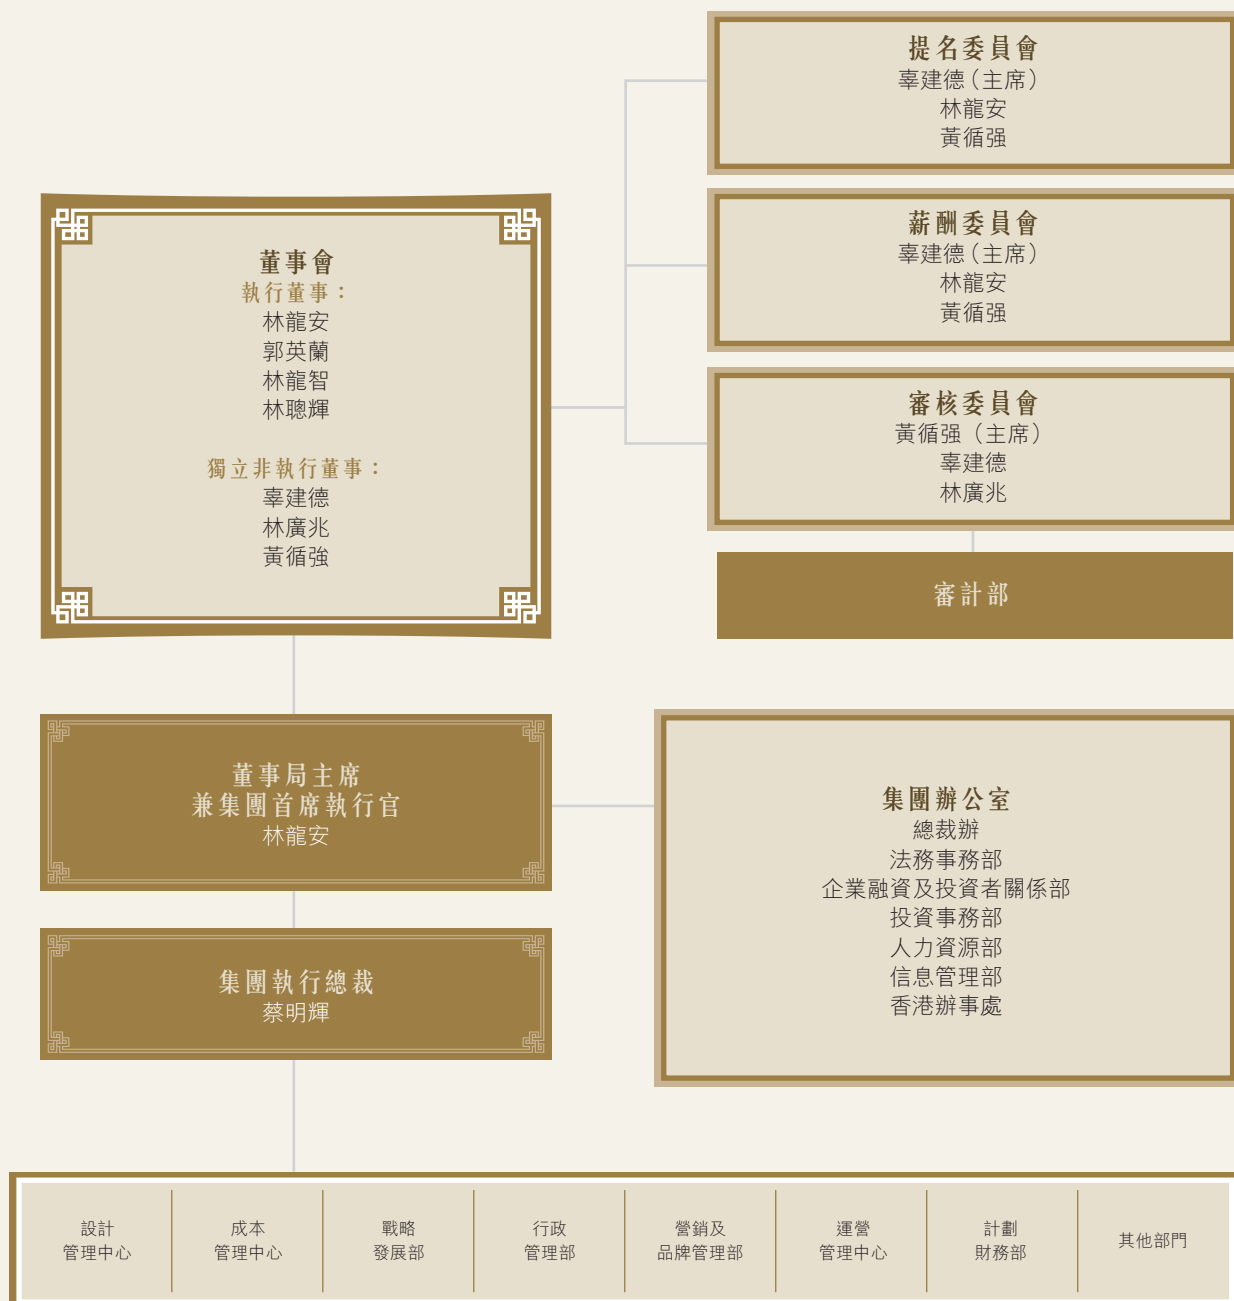 提名委員會
辜建德（主席）
林龍安
黃循强
薪酬委員會
辜建德（主席）
林龍安
黃循强
審核委員會
黃循强（主席）
辜建德
林廣兆
審計部
董事會
執行董事：
林龍安
郭英蘭
林龍智
林聰輝
獨立非執行董事：
辜建德
林廣兆
黃循強
董事局主席
兼集團首席執行官
林龍安
集團執行總裁
蔡明輝
集團辦公室
總裁辦
法務事務部
企業融資及投資者關係部
投資事務部
人力資源部
信息管理部
香港辦事處
設計
管理中心
成本
管理中心
戰略
發展部
行政
管理部
營銷及
品牌管理部
運營
管理中心
計劃
財務部
其他部門